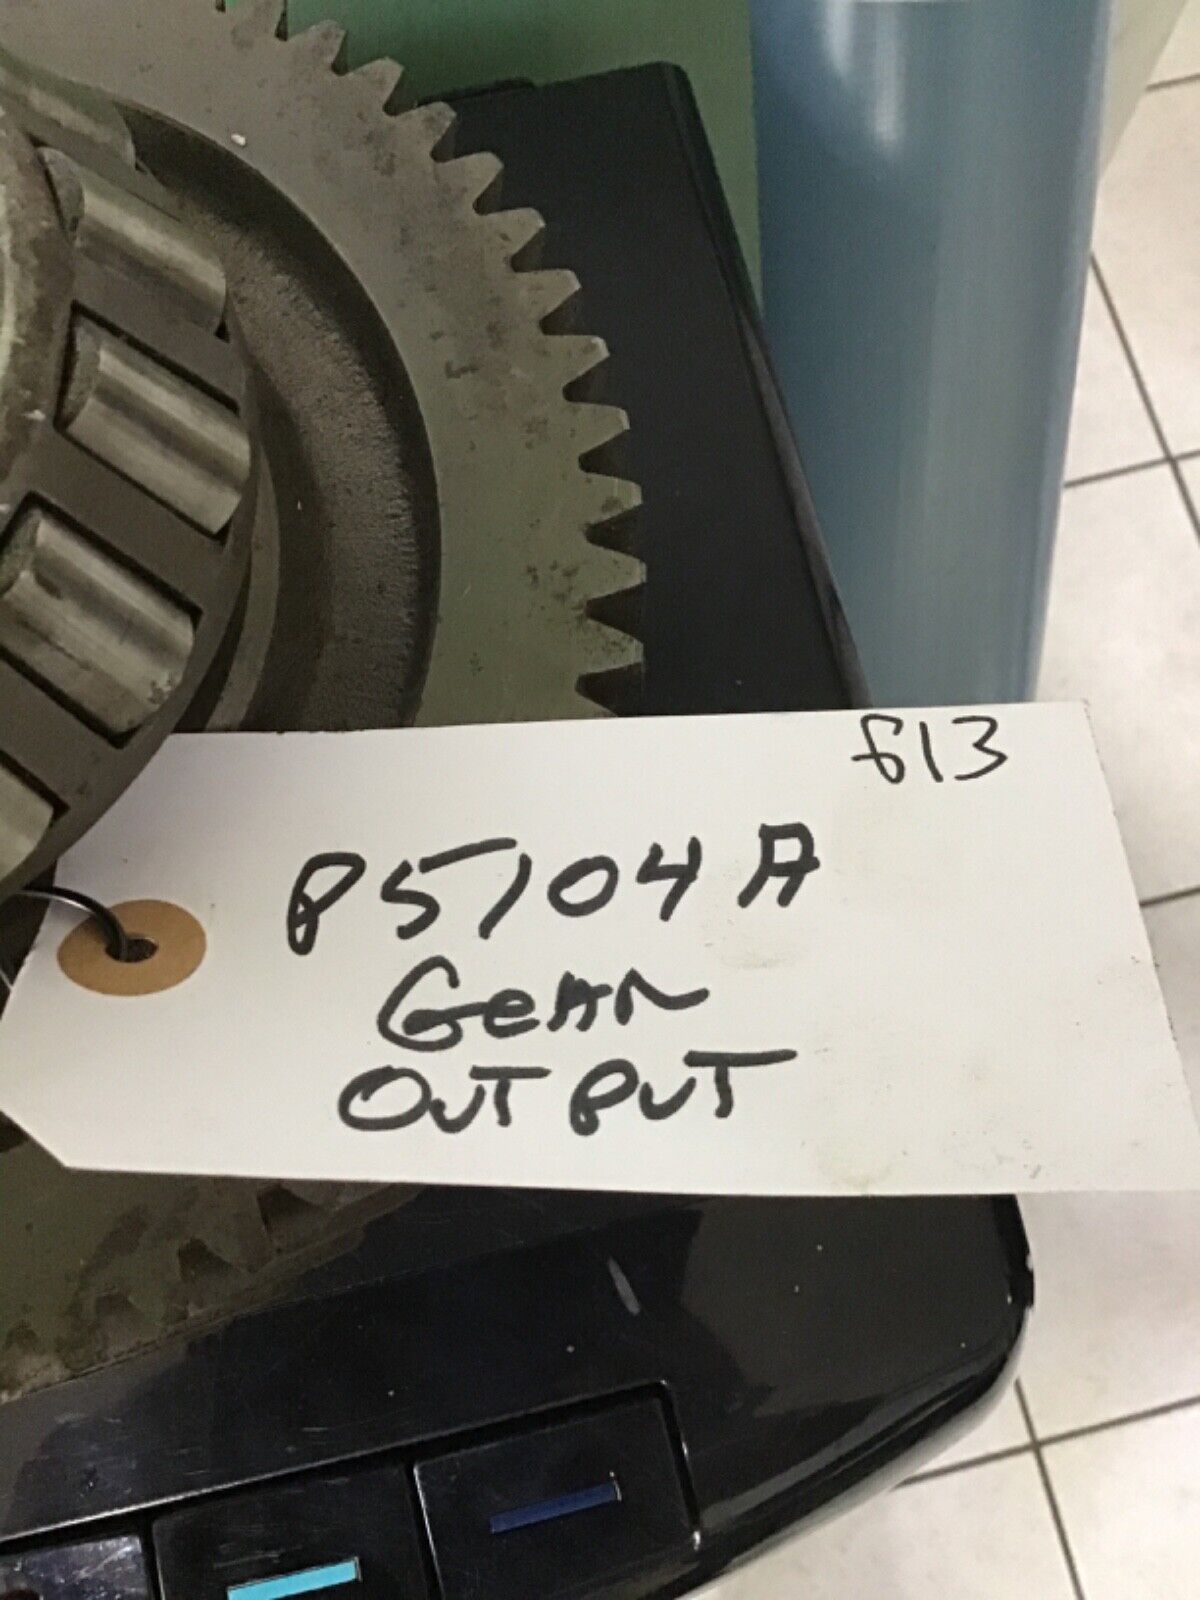 613
P5104A
GeAR
OUTPUT